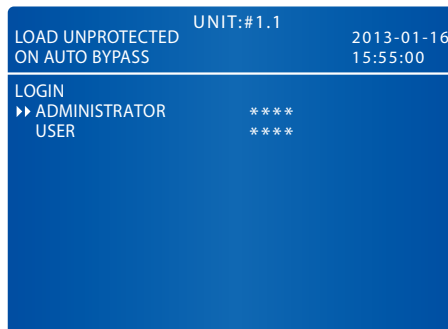 UNIT:#1.1
LOAD UNPROTECTED 2013-01-16
ON AUTO BYPASS 15:55:00
LOGIN
ADMINISTRATOR ****
USER ****